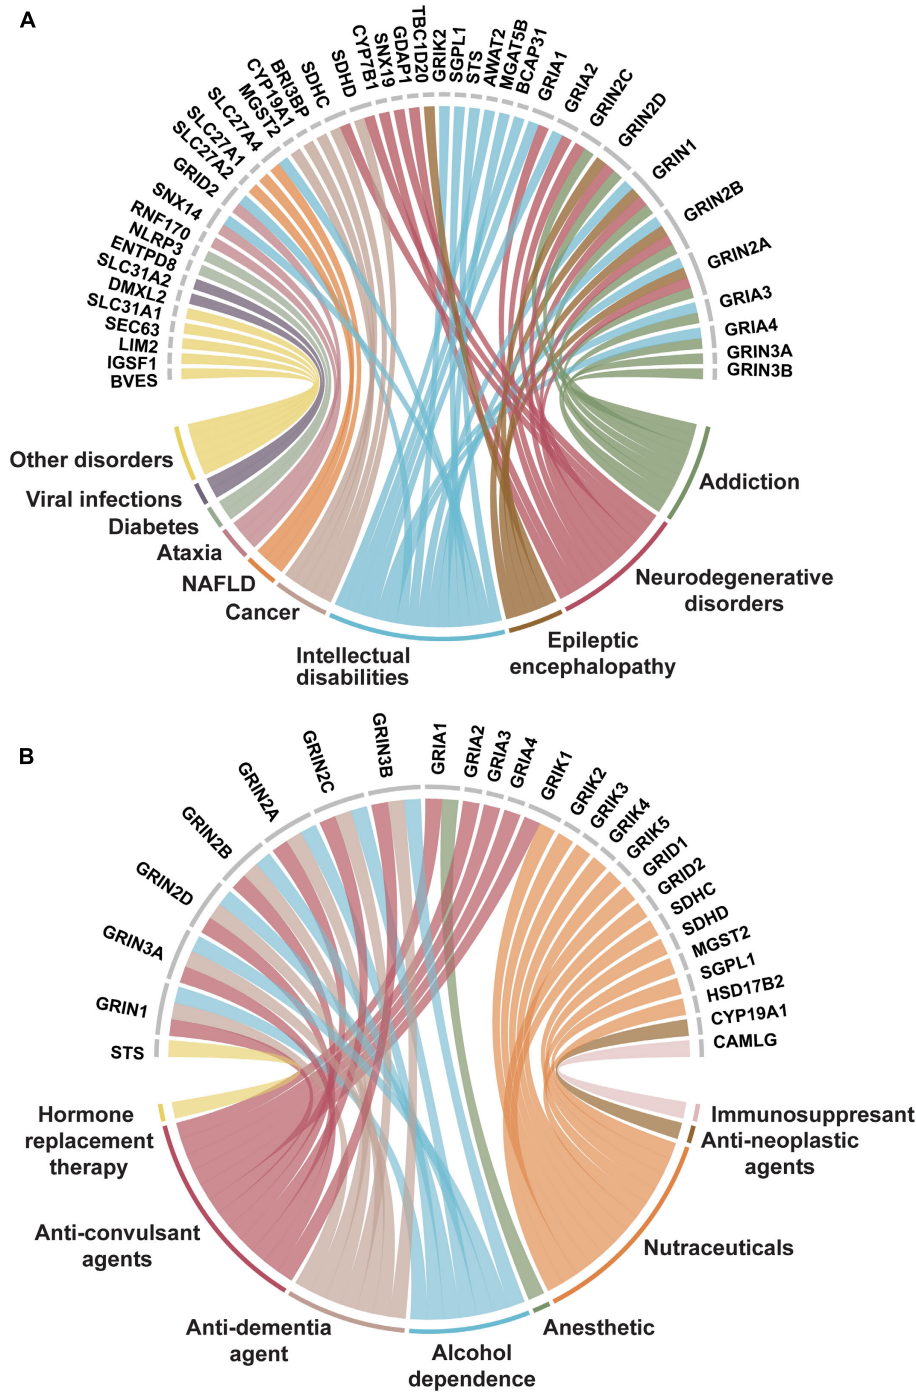 A
BVES
IGSF1
LIM2
SEC63
SLC31A1
DMXL2
SLC31A2
ENTPD8
NLRP3
RNF170
SNX14
GRID2
SLC27A2
SLC27A1
SLC27A4
MGST2
CYP19A1
BRI3BP
SDHC
SDHD
CYP7B1
SNX19
GDAP1
TBC1D20
GRIK2
SGPL1
STS
AWAT2
MGAT5B
BCAP31
GRIA1
GRIA2
GRIN2C
GRIN2D
GRIN1
GRIN2B
GRIN2A
GRIA3
GRIA4
GRIN3A
GRIN3B
Other disorders
Viral infections
Diabetes
Ataxia
NAFLD
Cancer
Intellectual
disabilities
Epileptic
encephalopathy
Neurodegenerative
disorders
Addiction
B
STS
GRIN1
GRIN3A
GRIN2D
GRIN2B
GRIN2A
GRIN2C
GRIN3B
GRIA1
GRIA2
GRIA3
GRIA4
GRIK1
GRIK2
GRIK3
GRIK4
GRIK5
GRID1
GRID2
SDHC
SDHD
MGST2
SGPL1
HSD17B2
CYP19A1
CAMLG
Hormone
replacement
therapy
Anti-convulsant
agents
Anti-dementia
agent
Alcohol
dependence
Anesthetic
Nutraceuticals
Anti-neoplastic
agents
Immunosuppresant